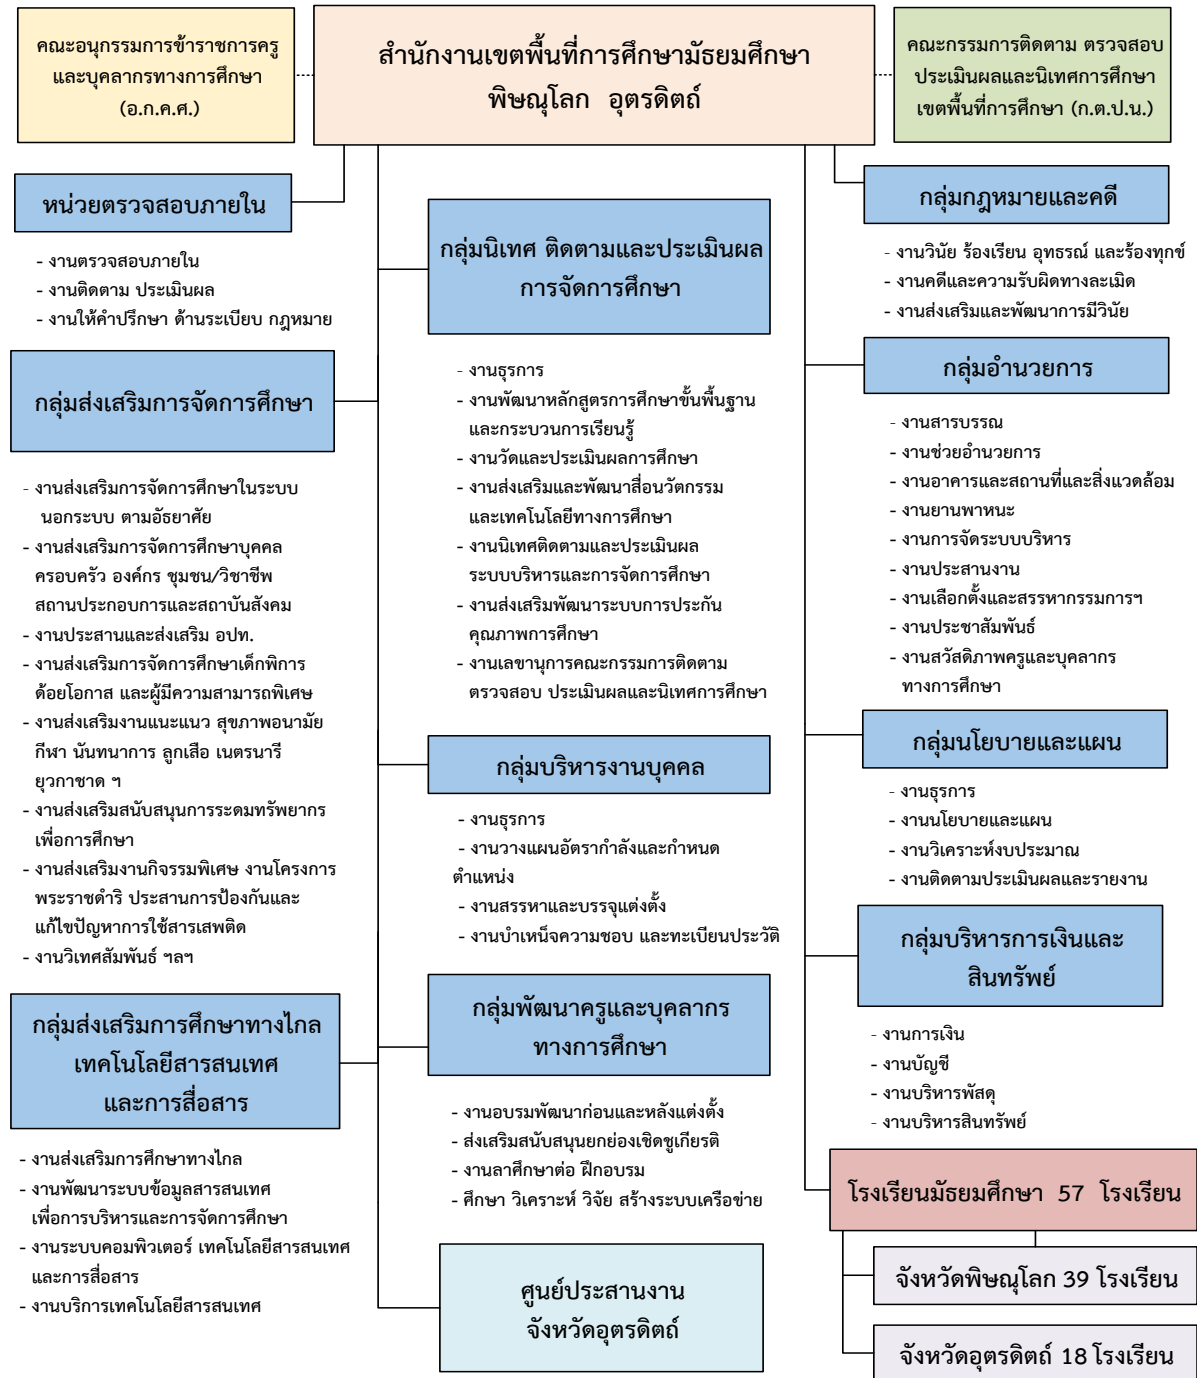 คณะอนุกรรมการข้าราชการครู
และบุคลากรทางการศึกษา
(อ.ก.ค.ศ.)
สำนักงานเขตพื้นที่การศึกษามัธยมศึกษา
พิษณุโลก อุตรดิตถ์
คณะกรรมการติดตาม ตรวจสอบ
ประเมินผลและนิเทศการศึกษา
เขตพื้นที่การศึกษา (ก.ต.ป.น.)
หน่วยตรวจสอบภายใน
- งานตรวจสอบภายใน
- งานติดตาม ประเมินผล
- งานให้คำปรึกษา ด้านระเบียบ กฎหมาย
กลุ่มส่งเสริมการจัดการศึกษา
- งานส่งเสริมการจัดการศึกษาในระบบ
นอกระบบ ตามอัธยาศัย
- งานส่งเสริมการจัดการศึกษาบุคคล
ครอบครัว องค์กร ชุมชน/วิชาชีพ
สถานประกอบการและสถาบันสังคม
- งานประสานและส่งเสริม อปท.
- งานส่งเสริมการจัดการศึกษาเด็กพิการ
ด้อยโอกาส และผู้มีความสามารถพิเศษ
- งานส่งเสริมงานแนะแนว สุขภาพอนามัย
กีฬา นันทนาการ ลูกเสือ เนตรนารี
ยุวกาชาด ฯ
- งานส่งเสริมสนับสนุนการระดมทรัพยากร
เพื่อการศึกษา
- งานส่งเสริมงานกิจรรมพิเศษ งานโครงการ
พระราชดำริ ประสานการป้องกันและ
แก้ไขปัญหาการใช้สารเสพติด
- งานวิเทศสัมพันธ์ ฯลฯ
กลุ่มส่งเสริมการศึกษาทางไกล
เทคโนโลยีสารสนเทศ
และการสื่อสาร
- งานส่งเสริมการศึกษาทางไกล
- งานพัฒนาระบบข้อมูลสารสนเทศ
เพื่อการบริหารและการจัดการศึกษา
- งานระบบคอมพิวเตอร์ เทคโนโลยีสารสนเทศ
และการสื่อสาร
- งานบริการเทคโนโลยีสารสนเทศ
กลุ่มนิเทศ ติดตามและประเมินผล
การจัดการศึกษา
- งานธุรการ
- งานพัฒนาหลักสูตรการศึกษาขั้นพื้นฐาน
และกระบวนการเรียนรู้
- งานวัดและประเมินผลการศึกษา
- งานส่งเสริมและพัฒนาสื่อนวัตกรรม
และเทคโนโลยีทางการศึกษา
- งานนิเทศติดตามและประเมินผล
ระบบบริหารและการจัดการศึกษา
- งานส่งเสริมพัฒนาระบบการประกัน
คุณภาพการศึกษา
- งานเลขานุการคณะกรรมการติดตาม
ตรวจสอบ ประเมินผลและนิเทศการศึกษา
กลุ่มบริหารงานบุคคล
- งานธุรการ
- งานวางแผนอัตรากำลังและกำหนด
ตำแหน่ง
- งานสรรหาและบรรจุแต่งตั้ง
- งานบำเหน็จความชอบ และทะเบียนประวัติ
กลุ่มพัฒนาครูและบุคลากร
ทางการศึกษา
- งานอบรมพัฒนาก่อนและหลังแต่งตั้ง
- ส่งเสริมสนับสนุนยกย่องเชิดชูเกียรติ
- งานลาศึกษาต่อ ฝึกอบรม
- ศึกษา วิเคราะห์ วิจัย สร้างระบบเครือข่าย
ศูนย์ประสานงาน
จังหวัดอุตรดิตถ์
กลุ่มกฎหมายและคดี
- งานวินัย ร้องเรียน อุทธรณ์ และร้องทุกข์
- งานคดีและความรับผิดทางละเมิด
- งานส่งเสริมและพัฒนาการมีวินัย
กลุ่มอำนวยการ
- งานสารบรรณ
- งานช่วยอำนวยการ
- งานอาคารและสถานที่และสิ่งแวดล้อม
- งานยานพาหนะ
- งานการจัดระบบบริหาร
- งานประสานงาน
- งานเลือกตั้งและสรรหากรรมการฯ
- งานประชาสัมพันธ์
- งานสวัสดิภาพครูและบุคลากร
ทางการศึกษา
กลุ่มนโยบายและแผน
- งานธุรการ
- งานนโยบายและแผน
- งานวิเคราะห์งบประมาณ
- งานติดตามประเมินผลและรายงาน
กลุ่มบริหารการเงินและ
สินทรัพย์
- งานการเงิน
- งานบัญชี
- งานบริหารพัสดุ
- งานบริหารสินทรัพย์
โรงเรียนมัธยมศึกษา 57 โรงเรียน
จังหวัดพิษณุโลก 39 โรงเรียน
จังหวัดอุตรดิตถ์ 18 โรงเรียน